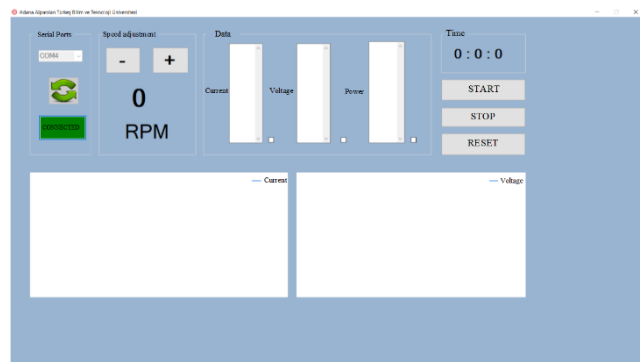 Adana Alparslan Türkeş Bilim ve Teknoloji Üniversitesi
Serial Ports
COM4
CONNECTED
Speed adjustment
- +
0
RPM
Data
Current
Voltage
Power
Time
0 : 0 : 0
START
STOP
RESET
Current
Voltage